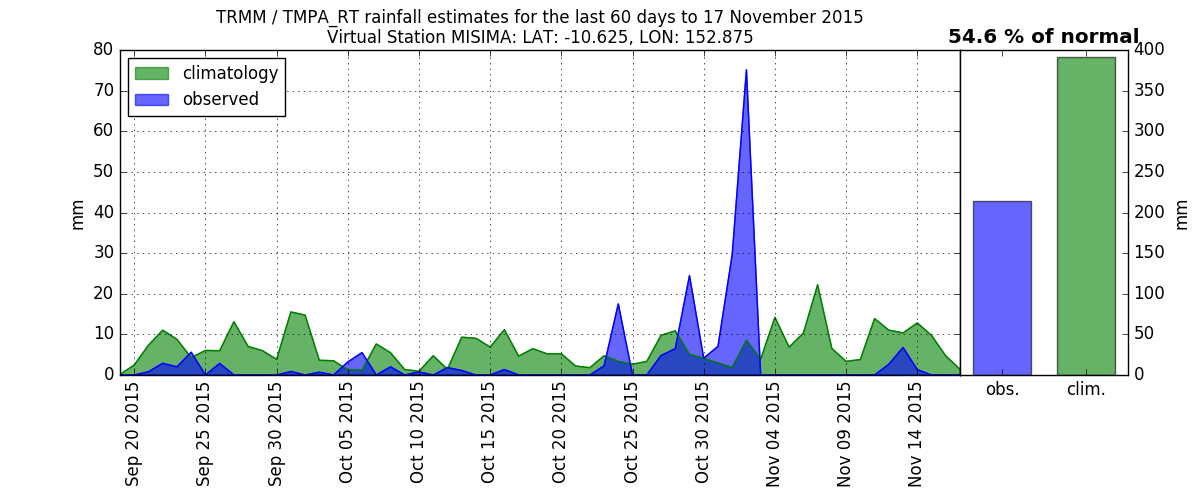 TRMM / TMPA_RT rainfall estimates for the last 60 days to 17 November 2015
Virtual Station MISIMA: LAT: -10.625, LON: 152.875
54.6 % of normal
climatology
observed
80
70
60
50
40
30
20
10
0
mm
Sep 20 2015
Sep 25 2015
Sep 30 2015
Oct 05 2015
Oct 10 2015
Oct 15 2015
Oct 20 2015
Oct 25 2015
Oct 30 2015
Nov 04 2015
Nov 09 2015
Nov 14 2015
obs.
clim.
400
350
300
250
200
150
100
50
0
mm